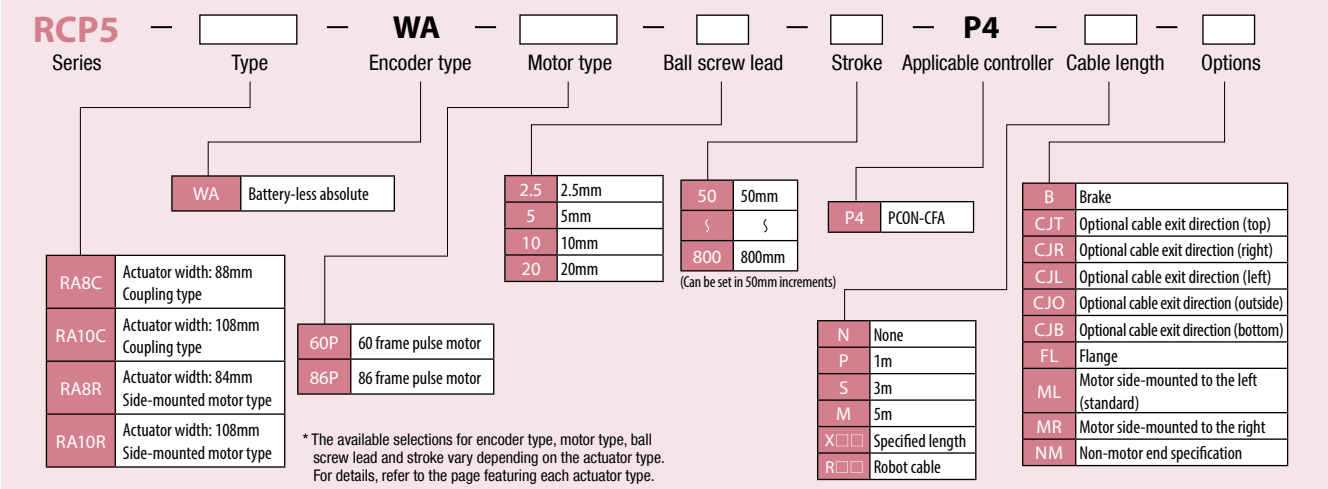 RCP5 — — WA — — — — P4 — —
Series Type Encoder type Motor type Ball screw lead Stroke Applicable controller Cable length Options
WA Battery-less absolute
RA8C Actuator width: 88mm
Coupling type
RA10C Actuator width: 108mm
Coupling type
RA8R Actuator width: 84mm
Side-mounted motor type
RA10R Actuator width: 108mm
Side-mounted motor type
60P 60 frame pulse motor
86P 86 frame pulse motor
2.5 2.5mm
5 5mm
10 10mm
20 20mm
50 50mm
∫ ∫
800 800mm
(Can be set in 50mm increments)
P4 PCON-CFA
N None
P 1m
S 3m
M 5m
X□□ Specified length
R□□ Robot cable
B Brake
CJT Optional cable exit direction (top)
CJR Optional cable exit direction (right)
CJL Optional cable exit direction (left)
CJO Optional cable exit direction (outside)
CJB Optional cable exit direction (bottom)
FL Flange
ML Motor side-mounted to the left
(standard)
MR Motor side-mounted to the right
NM Non-motor end specification
* The available selections for encoder type, motor type, ball
screw lead and stroke vary depending on the actuator type.
For details, refer to the page featuring each actuator type.